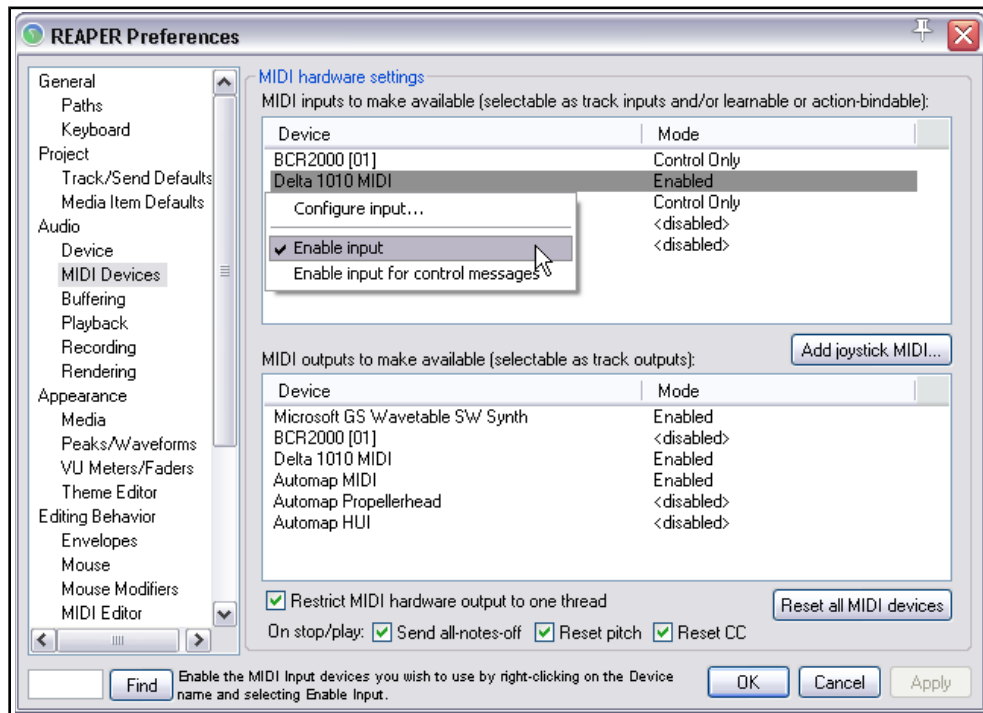 REAPER Preferences
General
Paths
Keyboard
Project
Track/Send Defaults
Media Item Defaults
Audio
Device
MIDI Devices
Buffering
Playback
Recording
Rendering
Appearance
Media
Peaks/Waveforms
VU Meters/Faders
Theme Editor
Editing Behavior
Envelopes
Mouse
Mouse Modifiers
MIDI Editor
MIDI hardware settings
MIDI inputs to make available (selectable as track inputs and/or learnable or action-bindable):
Device Mode
BCR2000 [01] Control Only
Delta 1010 MIDI Enabled
Control Only
<disabled>
<disabled>
Configure input...
Enable input
Enable input for control messages
Add joystick MIDI...
MIDI outputs to make available (selectable as track outputs):
Device Mode
Microsoft GS Wavetable SW Synth Enabled
BCR2000 [01] <disabled>
Delta 1010 MIDI Enabled
Automap MIDI Enabled
Automap Propellerhead <disabled>
Automap HUI <disabled>
Restrict MIDI hardware output to one thread
Reset all MIDI devices
On stop/play: Send all-notes-off Reset pitch Reset CC
Find
Enable the MIDI Input devices you wish to use by right-clicking on the Device
name and selecting Enable Input.
OK Cancel Apply